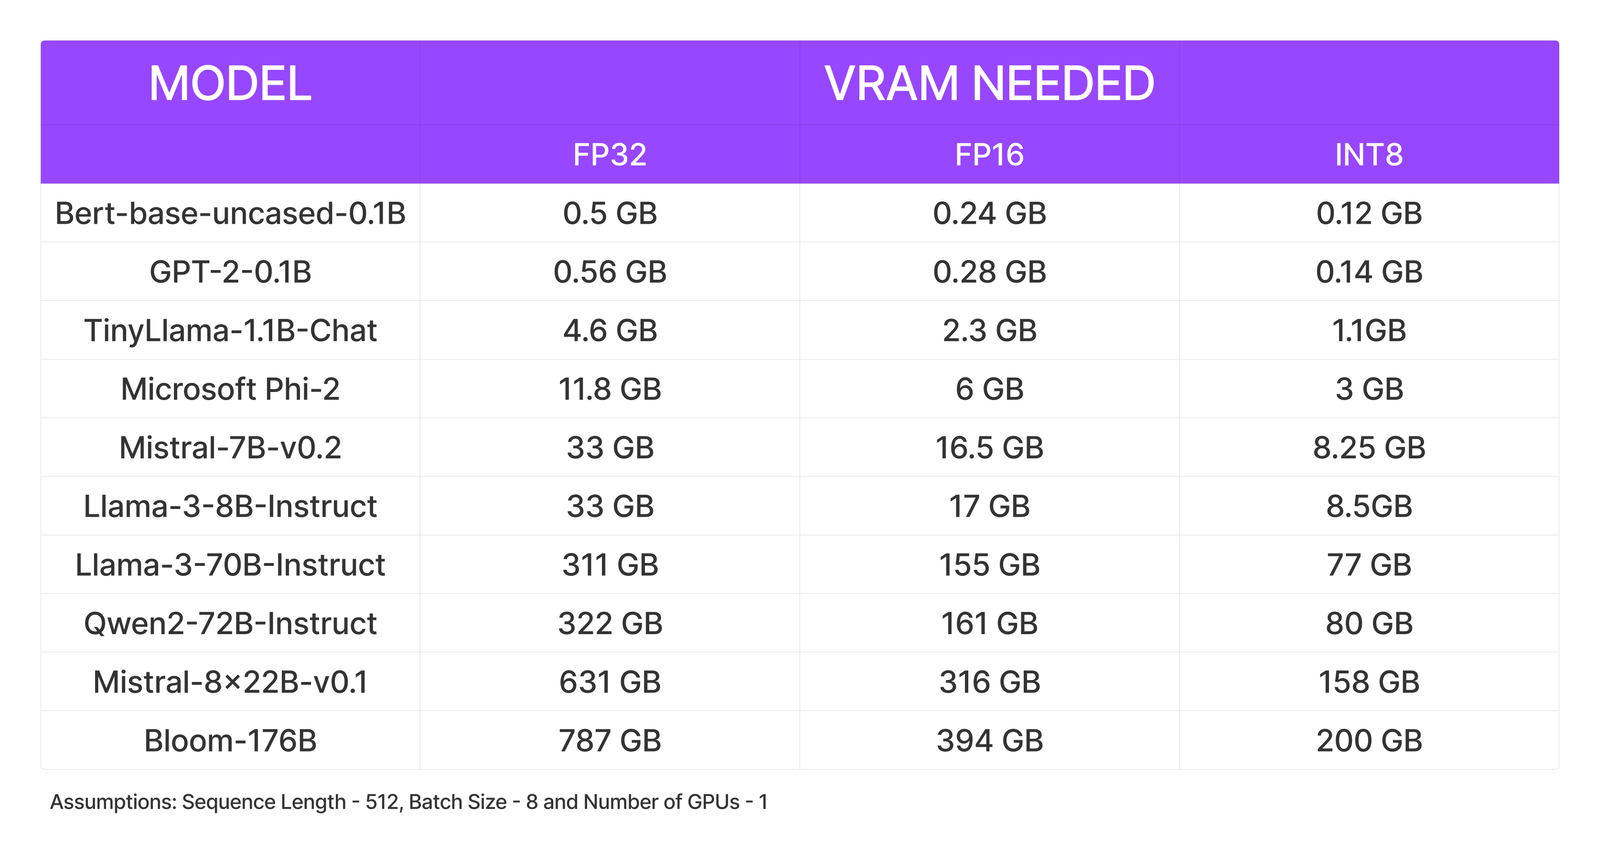 MODEL VRAM NEEDED
FP32 FP16 INT8
Bert-base-uncased-0.1B 0.5 GB 0.24 GB 0.12 GB
GPT-2-0.1B 0.56 GB 0.28 GB 0.14 GB
TinyLlama-1.1B-Chat 4.6 GB 2.3 GB 1.1GB
Microsoft Phi-2 11.8 GB 6 GB 3 GB
Mistral-7B-v0.2 33 GB 16.5 GB 8.25 GB
Llama-3-8B-Instruct 33 GB 17 GB 8.5GB
Llama-3-70B-Instruct 311 GB 155 GB 77 GB
Qwen2-72B-Instruct 322 GB 161 GB 80 GB
Mistral-8×22B-v0.1 631 GB 316 GB 158 GB
Bloom-176B 787 GB 394 GB 200 GB
Assumptions: Sequence Length - 512, Batch Size - 8 and Number of GPUs - 1